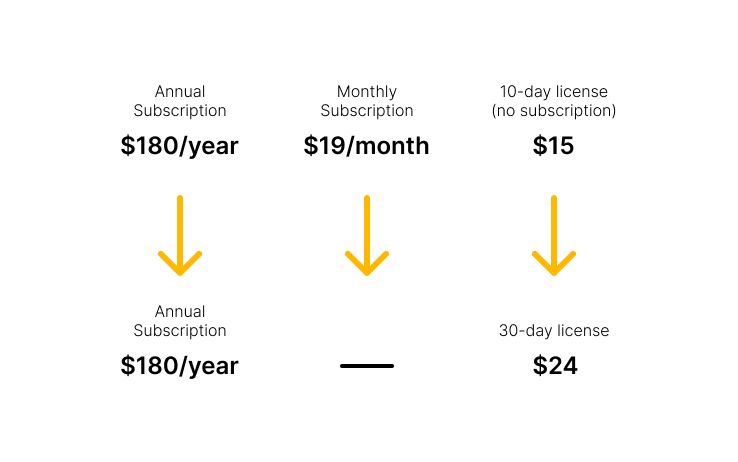 Annual
Subscription
$180/year
Monthly
Subscription
$19/month
10-day license
(no subscription)
$15
Annual
Subscription
$180/year
30-day license
$24